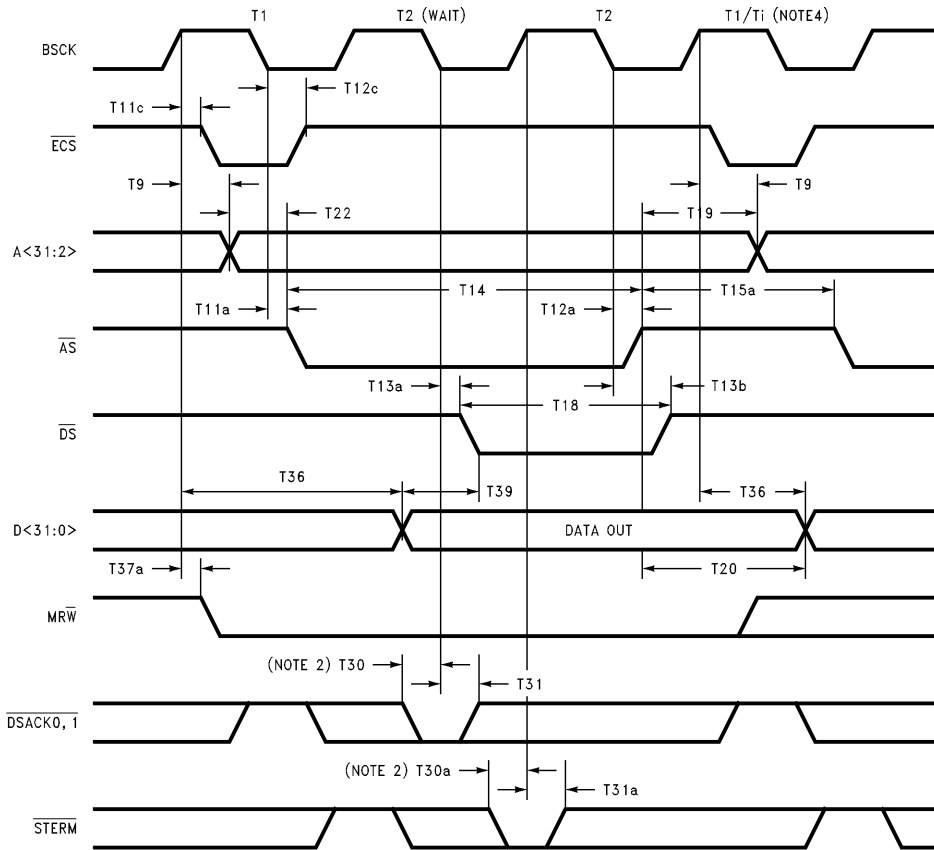 T1 T2 (WAIT) T2 T1/Ti (NOTE4)
BSCK
T12c
T11c
ECS
T9 T9
T22 T19
A<31:2>
T14 T15a
T11a T12a
AS
T13a T13b
T18
DS
T36 T39 T36
D<31:0> DATA OUT
T37a T20
MRW
(NOTE 2) T30
T31
DSACK0,1
(NOTE 2) T30a
T31a
STERM